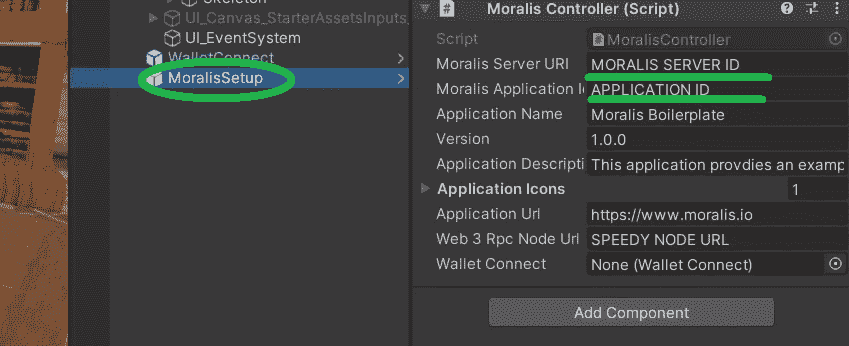 Skeleton
UI_Canvas_StarterAssetsInputs_
UI_EventSystem
WalletConnect
MoralisSetup
# Moralis Controller (Script)
Script # MoralisController
Moralis Server URI MORALIS SERVER ID
Moralis Application I APPLICATION ID
Application Name Moralis Boilerplate
Version 1.0.0
Application Descripti This application provdies an examp
Application Icons 1
Application Url https://www.moralis.io
Web 3 Rpc Node Url SPEEDY NODE URL
Wallet Connect None (Wallet Connect)
Add Component